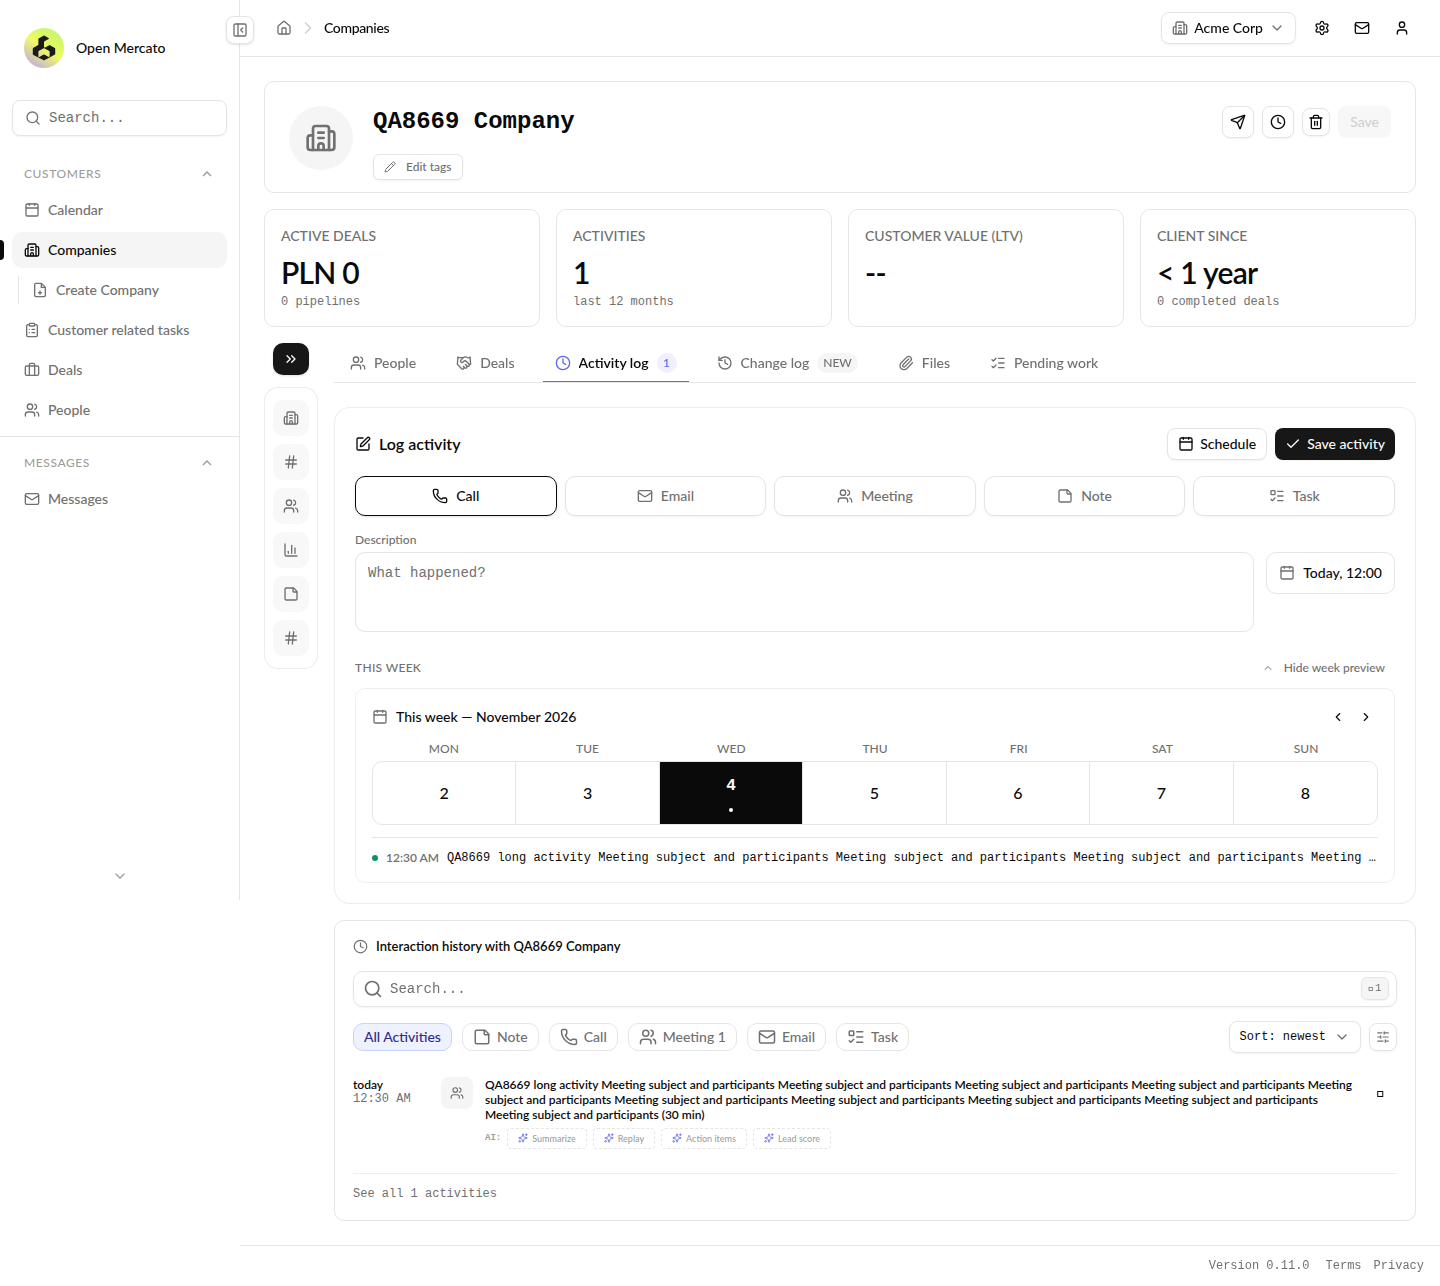 Open Mercato
Companies
Acme Corp
Search...
CUSTOMERS
Calendar
Companies
Create Company
Customer related tasks
Deals
People
MESSAGES
Messages
QA8669 Company
Edit tags
Save
ACTIVE DEALS
PLN 0
0 pipelines
ACTIVITIES
1
last 12 months
CUSTOMER VALUE (LTV)
--
CLIENT SINCE
< 1 year
0 completed deals
People
Deals
Activity log 1
Change log NEW
Files
Pending work
Log activity
Schedule
Save activity
Call
Email
Meeting
Note
Task
Description
What happened?
Today, 12:00
THIS WEEK
Hide week preview
This week — November 2026
MON TUE WED THU FRI SAT SUN
2 3 4 5 6 7 8
12:30 AM QA8669 long activity Meeting subject and participants Meeting subject and participants Meeting subject and participants Meeting …
Interaction history with QA8669 Company
Search...
1
All Activities
Note
Call
Meeting 1
Email
Task
Sort: newest
today
12:30 AM
QA8669 long activity Meeting subject and participants Meeting subject and participants Meeting subject and participants Meeting subject and participants Meeting
subject and participants Meeting subject and participants Meeting subject and participants Meeting subject and participants Meeting subject and participants
Meeting subject and participants (30 min)
AI: Summarize Replay Action items Lead score
See all 1 activities
Version 0.11.0 Terms Privacy